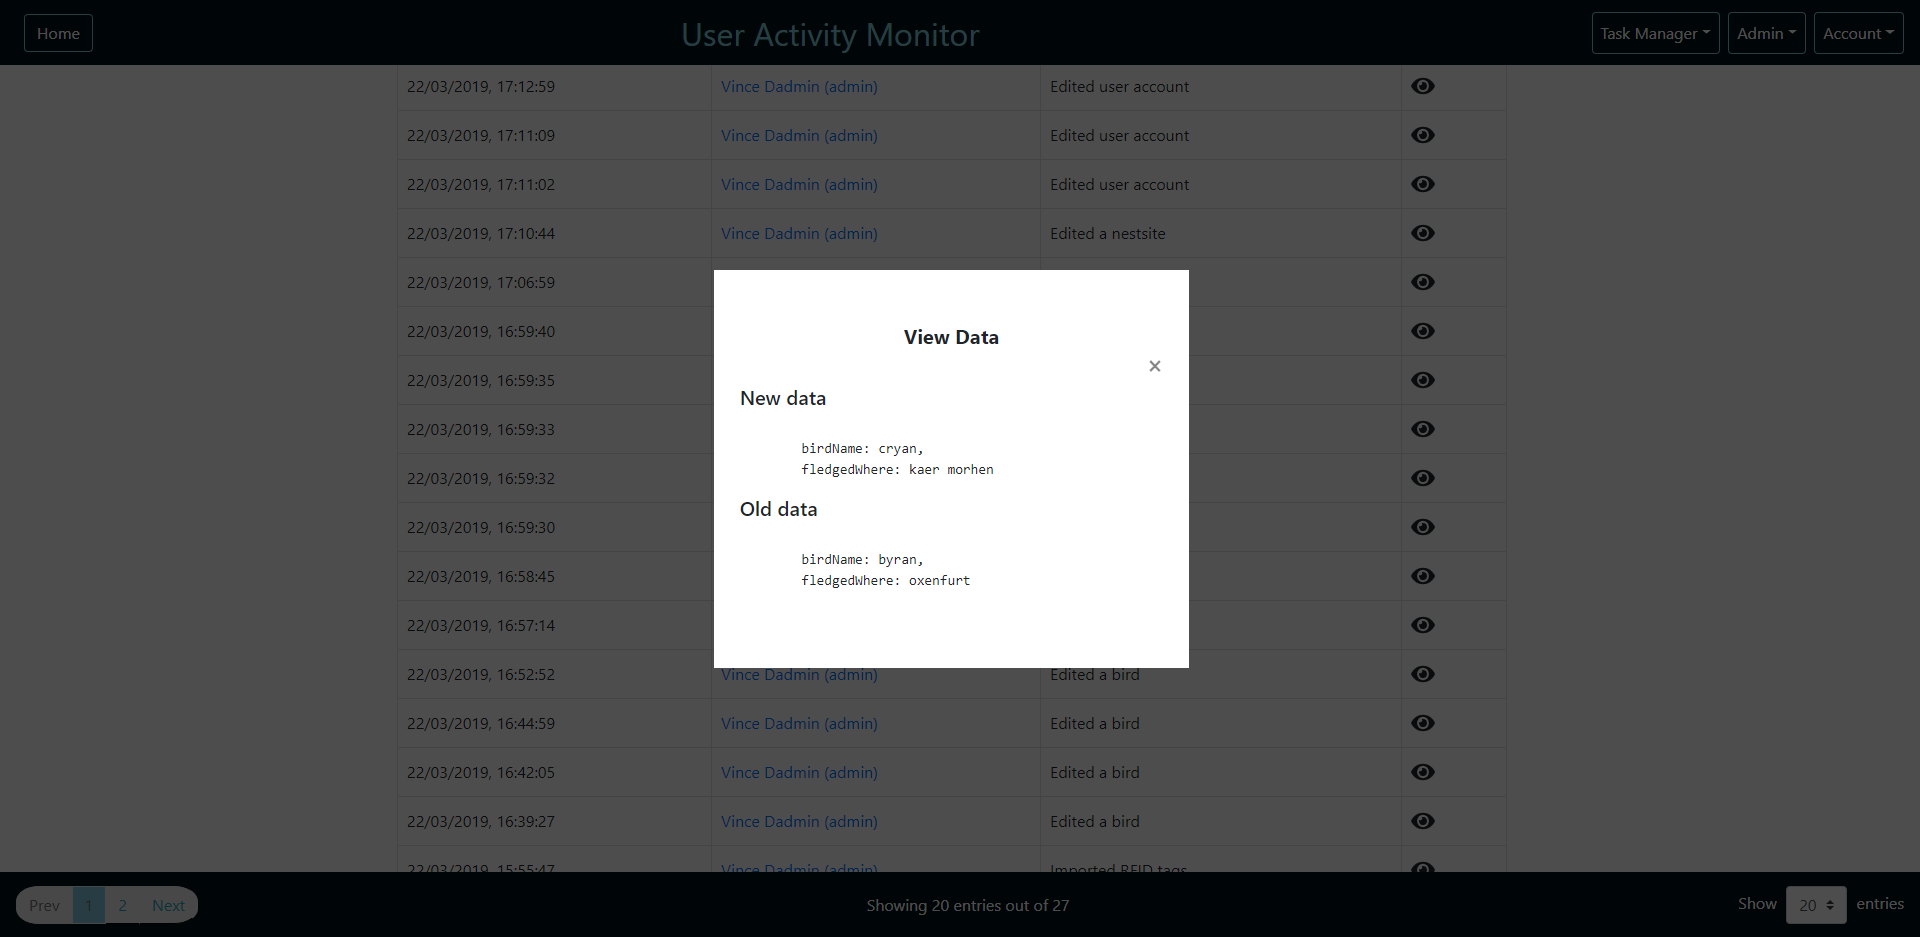 Home
User Activity Monitor
Task Manager
Admin
Account
22/03/2019, 17:12:59 Vince Dadmin (admin) Edited user account
22/03/2019, 17:11:09 Vince Dadmin (admin) Edited user account
22/03/2019, 17:11:02 Vince Dadmin (admin) Edited user account
22/03/2019, 17:10:44 Vince Dadmin (admin) Edited a nestsite
22/03/2019, 17:06:59
22/03/2019, 16:59:40
22/03/2019, 16:59:35
22/03/2019, 16:59:33
22/03/2019, 16:59:32
22/03/2019, 16:59:30
22/03/2019, 16:58:45
22/03/2019, 16:57:14
View Data
×
New data
birdName: cryan,
fledgedWhere: kaer morhen
Old data
birdName: byran,
fledgedWhere: oxenfurt
22/03/2019, 16:52:52 Vince Dadmin (admin) Edited a bird
22/03/2019, 16:44:59 Vince Dadmin (admin) Edited a bird
22/03/2019, 16:42:05 Vince Dadmin (admin) Edited a bird
22/03/2019, 16:39:27 Vince Dadmin (admin) Edited a bird
22/03/2019, 15:55:47 Vince Dadmin (admin) Imported RFID tags
Prev 1 2 Next
Showing 20 entries out of 27
Show 20 entries